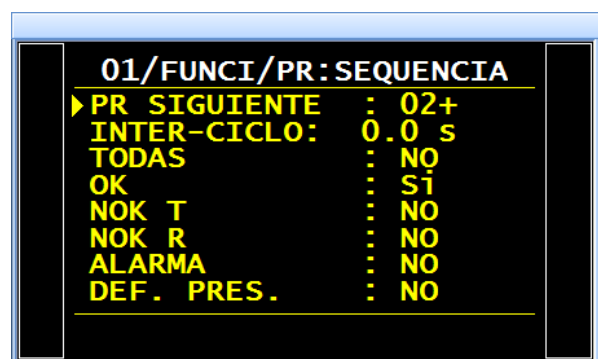 01/FUNCI/PR:SEQUENCIA
PR SIGUIENTE : 02+
INTER-CICLO: 0.0 s
TODAS : NO
OK : Si
NOK T : NO
NOK R : NO
ALARMA : NO
DEF. PRES. : NO